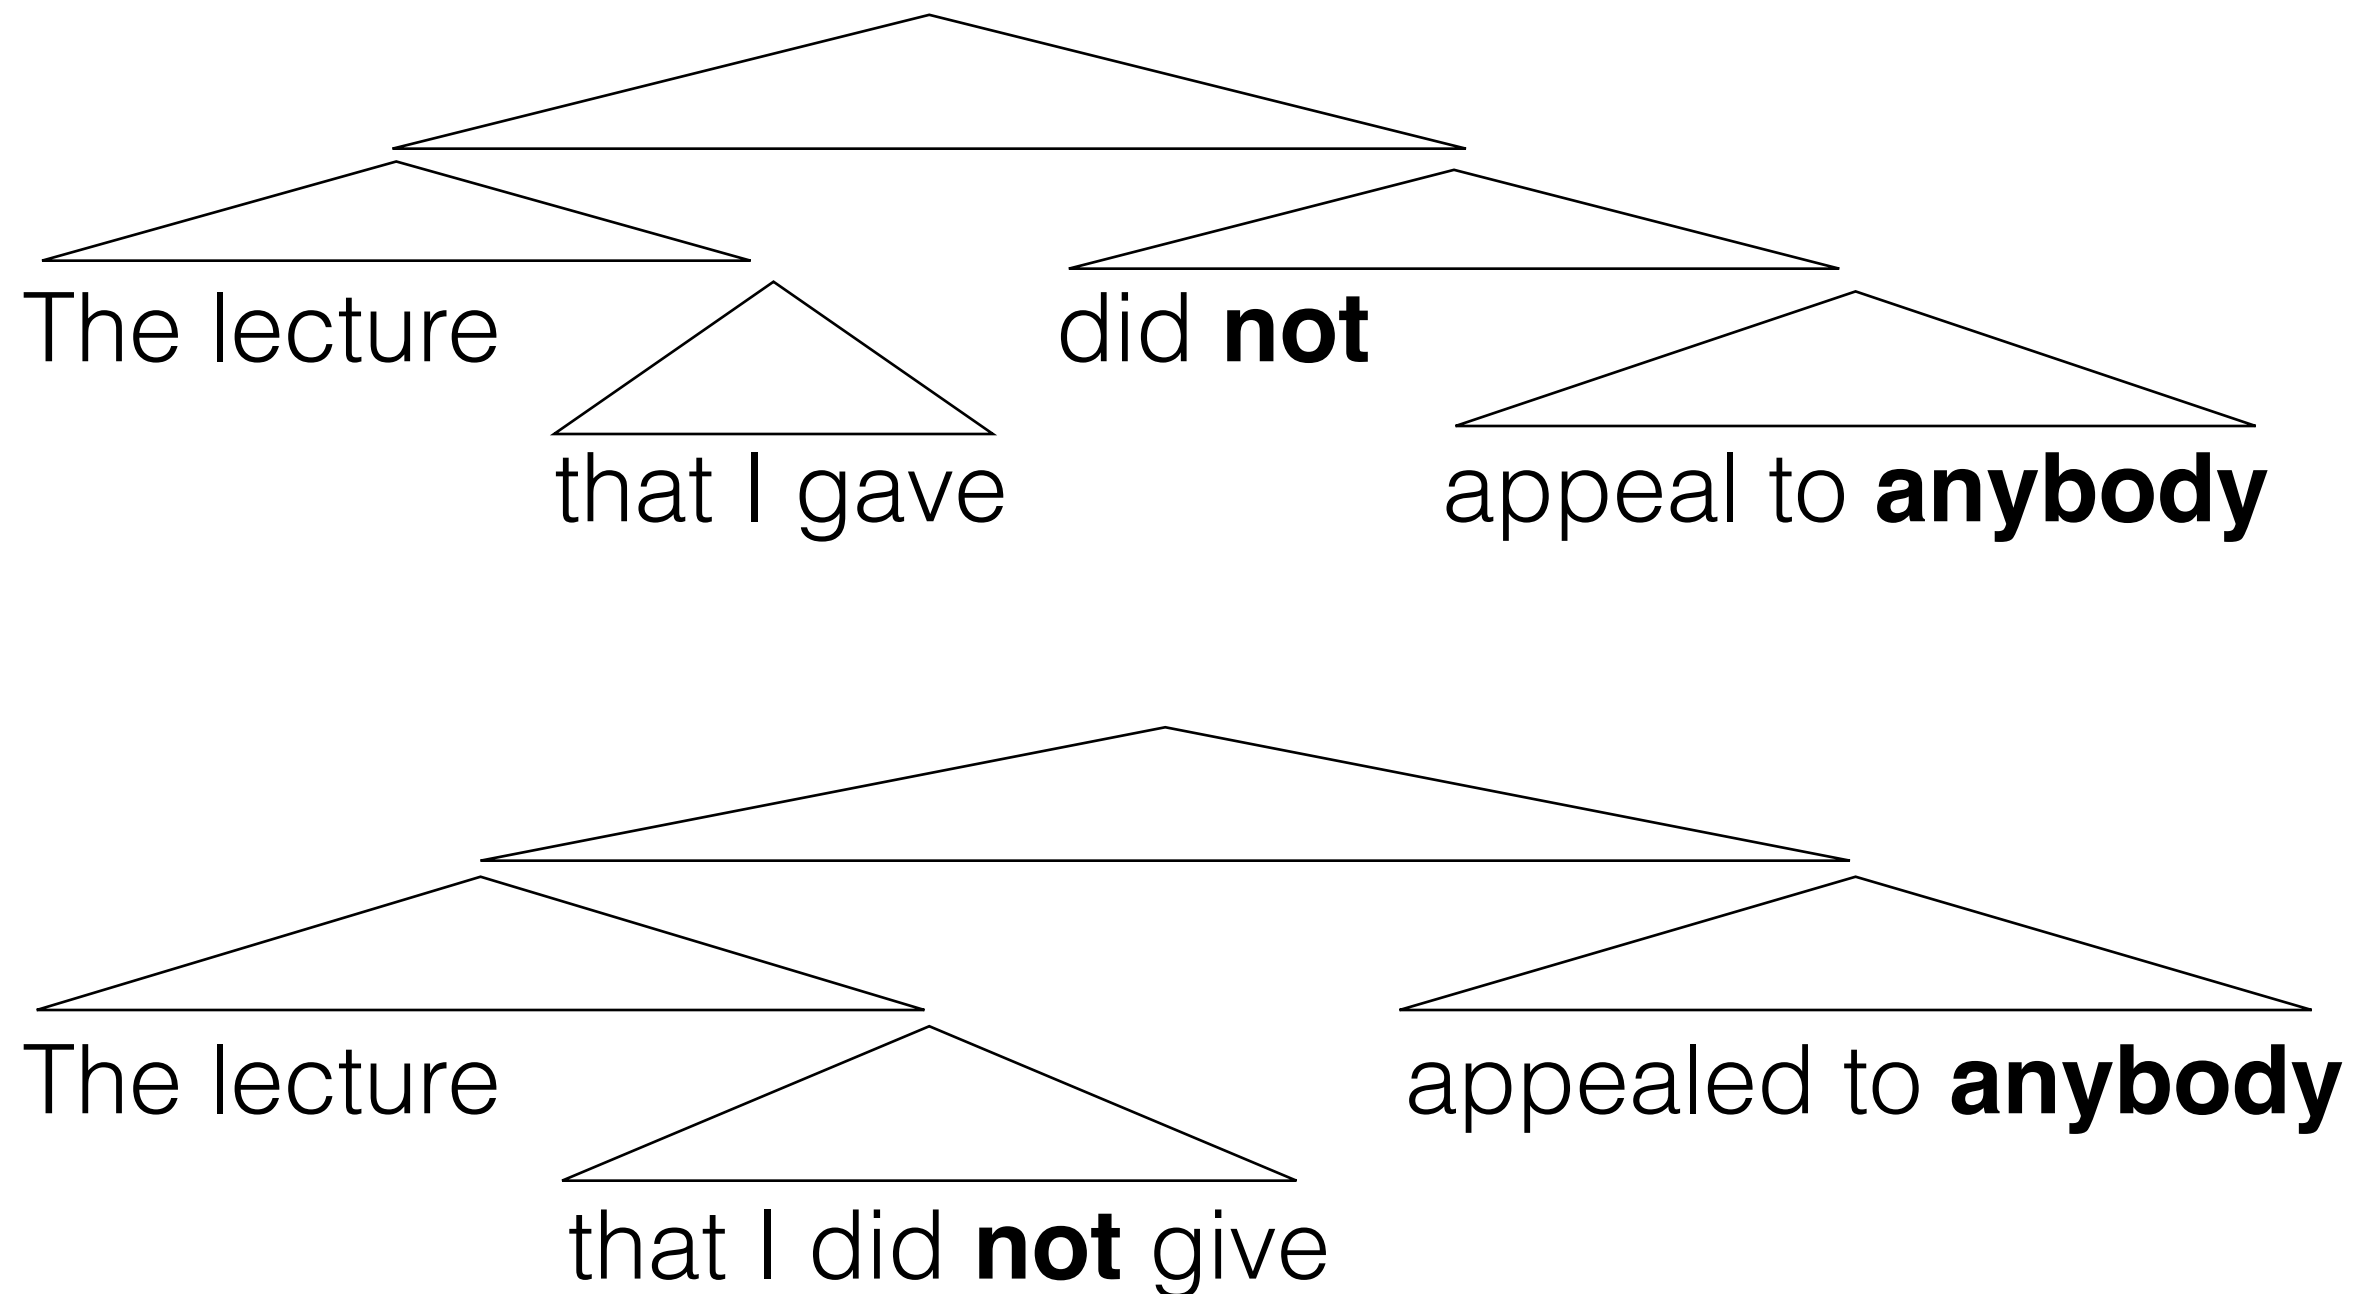 The lecture did not
that I gave appeal to anybody
The lecture appealed to anybody
that I did not give